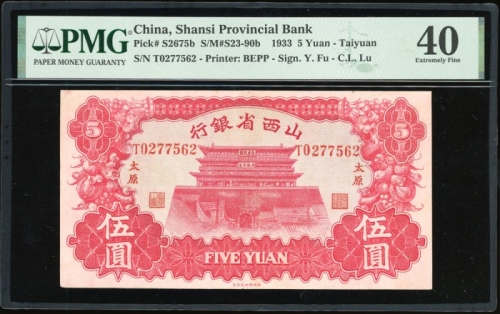 PMG
PAPER MONEY GUARANTY
China, Shansi Provincial Bank
Pick# S2675b S/M#S23-90b 1933 5 Yuan - Taiyuan
S/N T0277562 - Printer: BEPP - Sign. Y. Fu - C.L. Lu
40
Extremely Fine
5 行銀省西山 5
T0277562 T0277562
太原 太原
伍圓 伍圓
FIVE YUAN